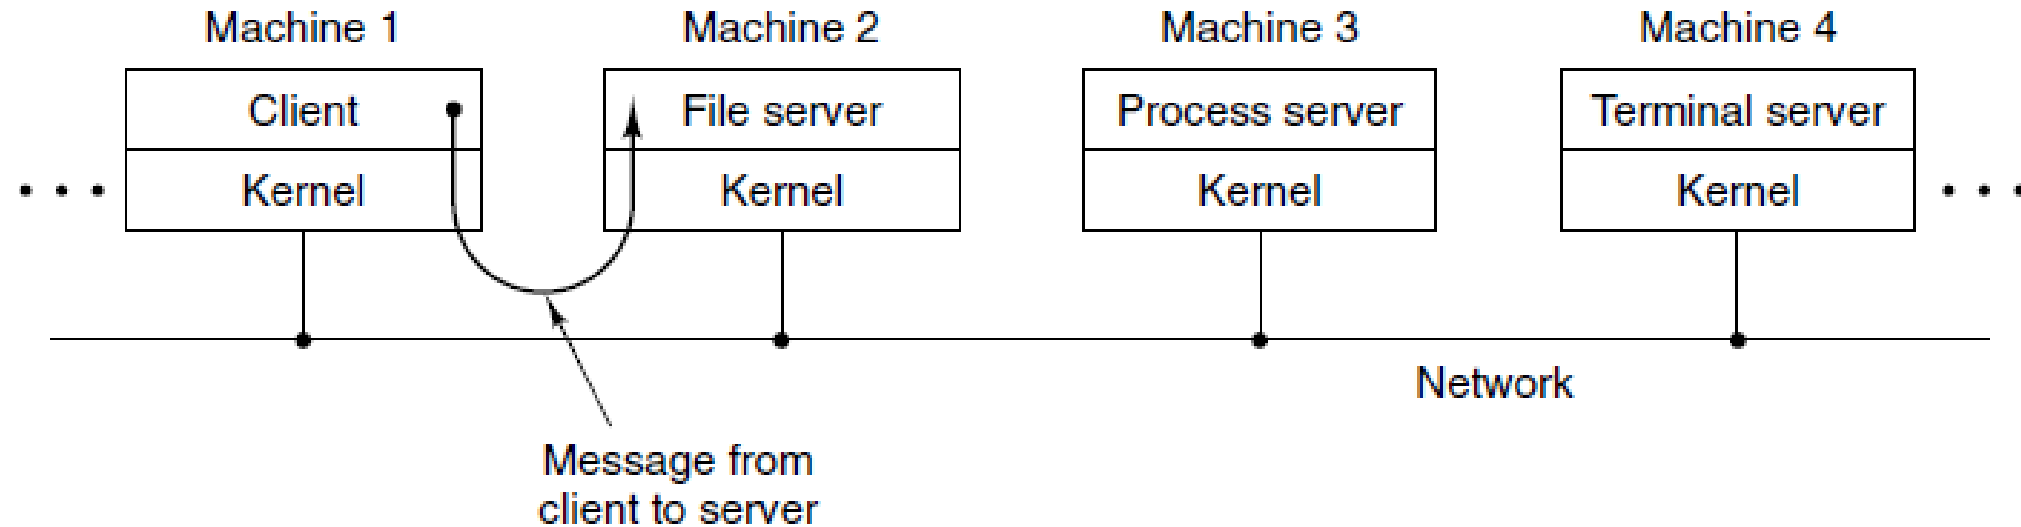 Machine 1
Machine 2
Machine 3
Machine 4
Client
File server
Process server
Terminal server
Kernel
Kernel
Kernel
Kernel
Network
Message from
client to server